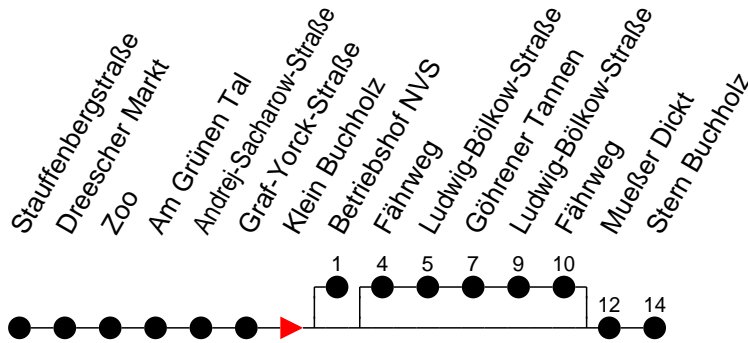 Stauffenbergstraße
Dreescher Markt
Zoo
Am Grünen Tal
Andrej-Sacharow-Straße
Graf-Yorck-Straße
Klein Buchholz
Betriebshof NVS
Fährweg
Ludwig-Bölkow-Straße
Göhrener Tannen
Ludwig-Bölkow-Straße
Fährweg
Mueßer Dickt
Stern Buchholz
1
4
5
7
9
10
12
14